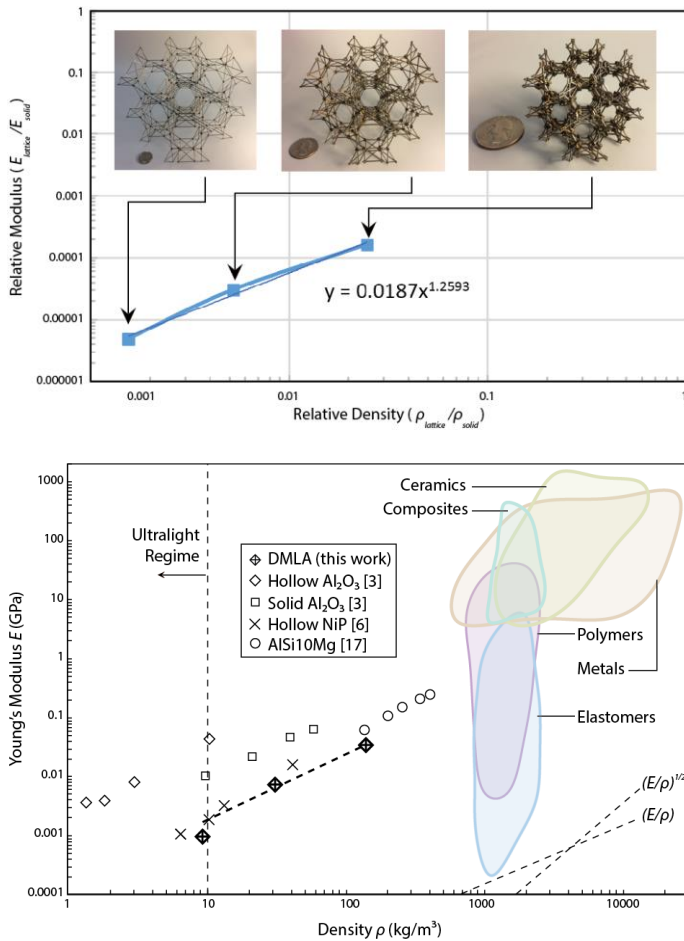 1
0.1
0.01
0.001
0.0001
0.00001
0.000001
Relative Modulus ( E_lattice/E_solid )
y = 0.0187x^1.2593
0.001 0.01 0.1 1
Relative Density ( ρ_lattice/ρ_solid )
1000
100
10
1
0.1
0.01
0.001
0.0001
Young's Modulus E (GPa)
Ultralight
Regime
DMLA (this work)
Hollow Al₂O₃ [3]
Solid Al₂O₃ [3]
Hollow NiP [6]
AlSi10Mg [17]
Ceramics
Composites
Polymers
Metals
Elastomers
(E/ρ)^1/2
(E/ρ)
1 10 100 1000 10000
Density ρ (kg/m³)